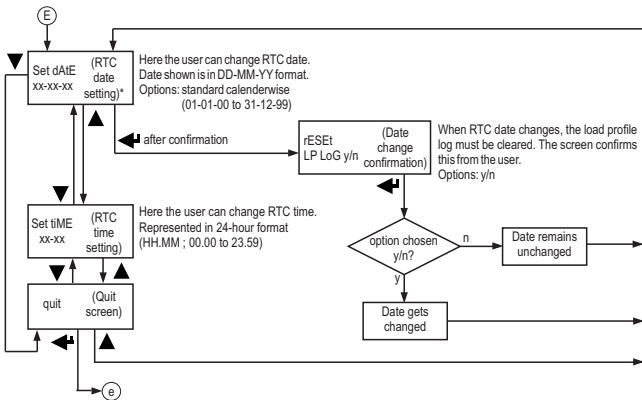 E
Set dAtE
xx-xx-xx
(RTC
date
setting)*
Here the user can change RTC date.
Date shown is in DD-MM-YY format.
Options: standard calenderwise
(01-01-00 to 31-12-99)
after confirmation
rESEt
LP LoG y/n
(Date
change
confirmation)
When RTC date changes, the load profile
log must be cleared. The screen confirms
this from the user.
Options: y/n
Set tiME
xx-xx
(RTC
time
setting)
Here the user can change RTC time.
Represented in 24-hour format
(HH.MM ; 00.00 to 23.59)
option chosen
y/n?
n
Date remains
unchanged
y
Date gets
changed
quit
(Quit
screen)
e